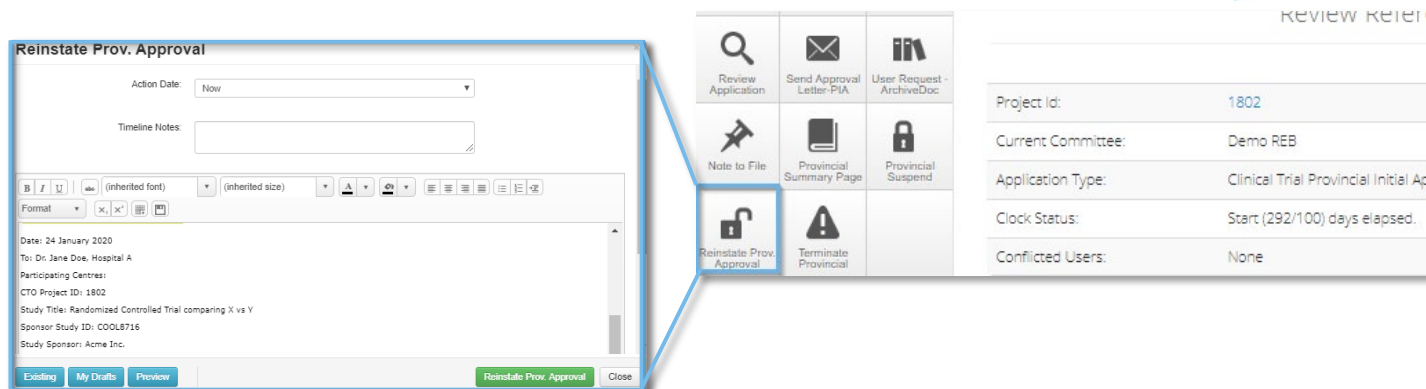 Reinstate Prov. Approval
Action Date:
Now
Timeline Notes:
B I U abc (inherited font) (inherited size) A
Format
Date: 24 January 2020
To: Dr. Jane Doe, Hospital A
Participating Centres:
CTO Project ID: 1802
Study Title: Randomized Controlled Trial comparing X vs Y
Sponsor Study ID: COOL8716
Study Sponsor: Acme Inc.
Existing My Drafts Preview Reinstate Prov. Approval Close
Review
Application
Send Approval
Letter-PIA
User Request -
ArchiveDoc
Note to File
Provincial
Summary Page
Provincial
Suspend
Reinstate Prov.
Approval
Terminate
Provincial
Review Refer
Project Id: 1802
Current Committee: Demo REB
Application Type: Clinical Trial Provincial Initial Ap
Clock Status: Start (292/100) days elapsed.
Conflicted Users: None